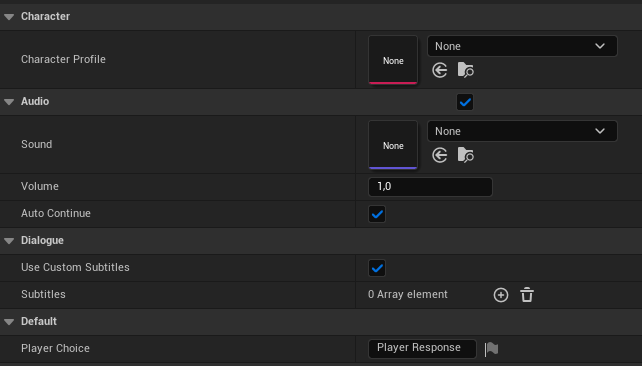 Character
Character Profile
None
None
Audio
Sound
None
None
Volume
1,0
Auto Continue
Dialogue
Use Custom Subtitles
Subtitles
0 Array element
Default
Player Choice
Player Response